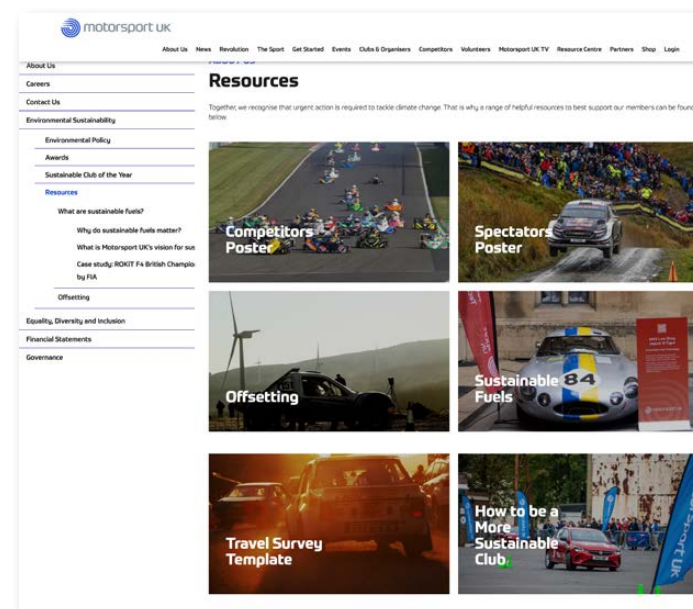 motorsport UK
About Us News Revolution The Sport Get Started Events Clubs & Organisers Competitors Volunteers Motorsport UK TV Resource Centre Partners Shop Login
About Us
Careers
Contact Us
Environmental Sustainability
Environmental Policy
Awards
Sustainable Club of the Year
Resources
What are sustainable fuels?
Why do sustainable fuels matter?
What is Motorsport UK's vision for sus
Case study: ROKiT F4 British Champio
by FIA
Offsetting
Equality, Diversity and Inclusion
Financial Statements
Governance
ABOUT US
Resources
Together, we recognise that urgent action is required to tackle climate change. That is why a range of helpful resources to best support our members can be found
below.
Competitors
Poster
Spectators
Poster
Offsetting
Sustainable
Fuels
84
Travel Survey
Template
How to be a
More
Sustainable
Club